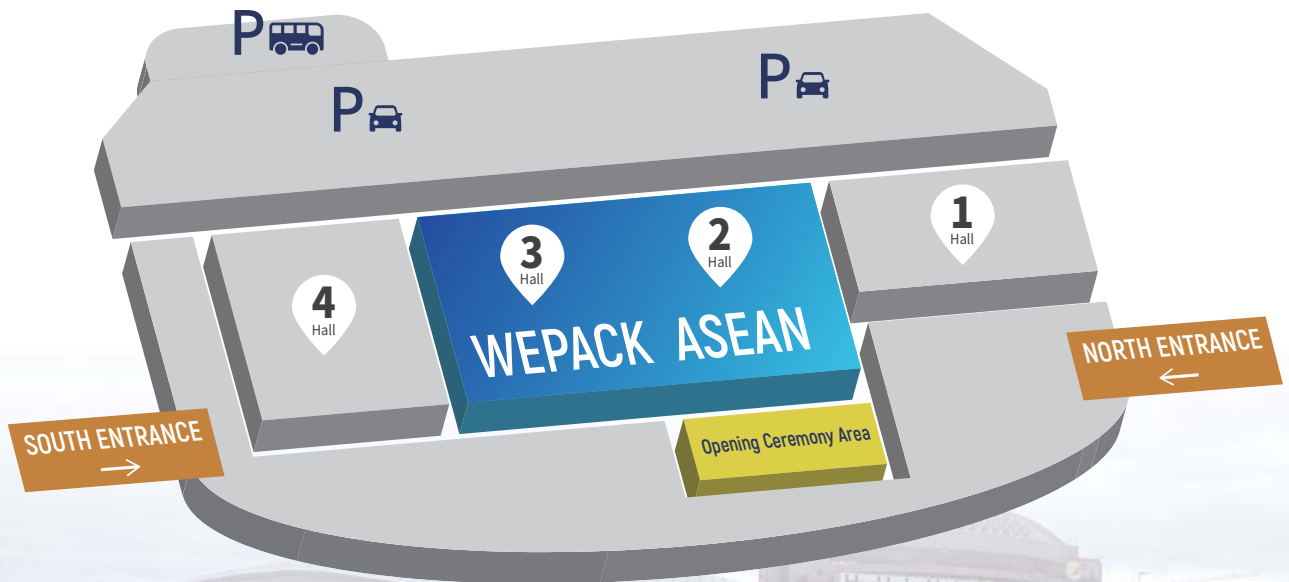 P
P
P
1
Hall
2
Hall
3
Hall
4
Hall
WEPACK ASEAN
NORTH ENTRANCE
←
SOUTH ENTRANCE
→
Opening Ceremony Area